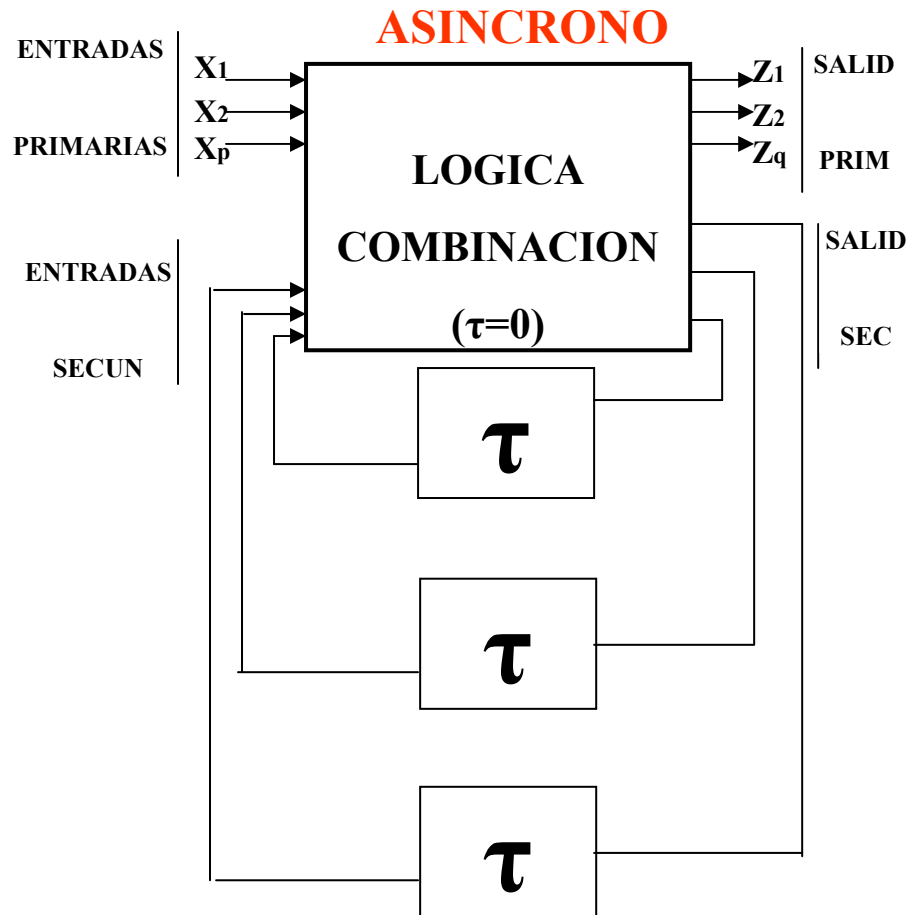 ASINCRONO
ENTRADAS
PRIMARIAS
X1
X2
Xp
Z1
Z2
Zq
SALID
PRIM
LOGICA
COMBINACION
(τ=0)
ENTRADAS
SECUN
SALID
SEC
τ
τ
τ